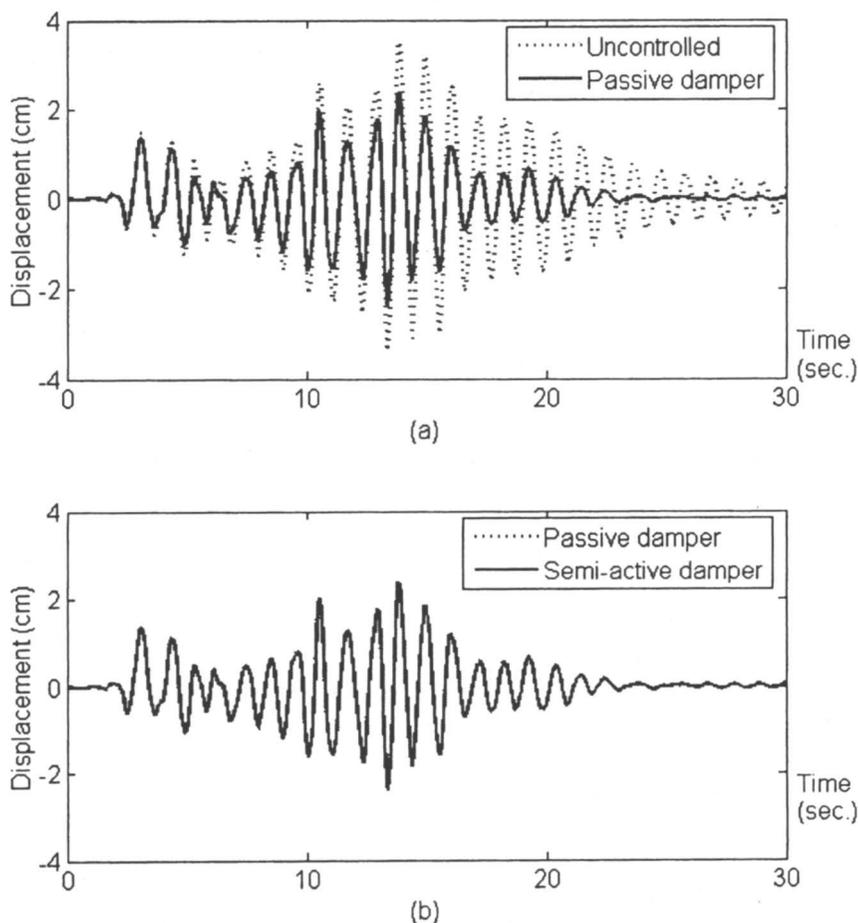 4
2
0
-2
-4
Displacement (cm)
Uncontrolled
Passive damper
0
10
20
30
Time
(sec.)
(a)
4
2
0
-2
-4
Displacement (cm)
Passive damper
Semi-active damper
0
10
20
30
Time
(sec.)
(b)